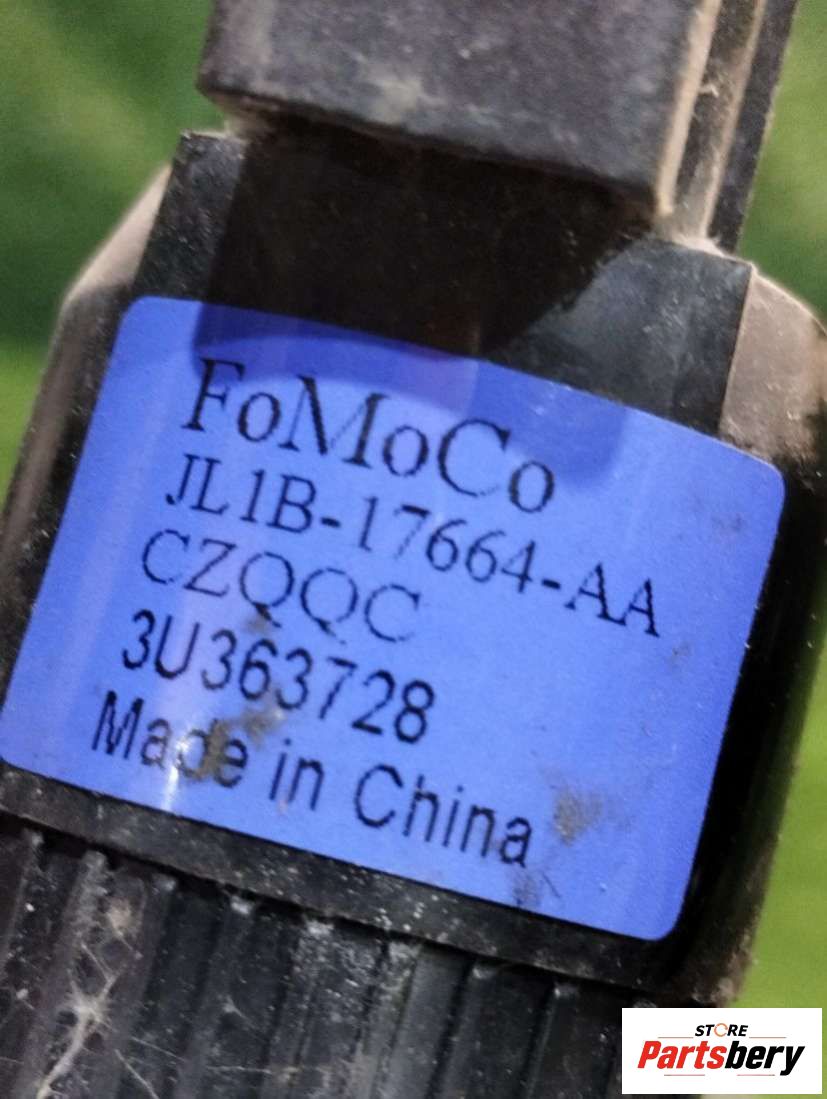 FoMoCo
JL1B-17664-AA
CZQQC
3U363728
Made in China
STORE
Partsbery